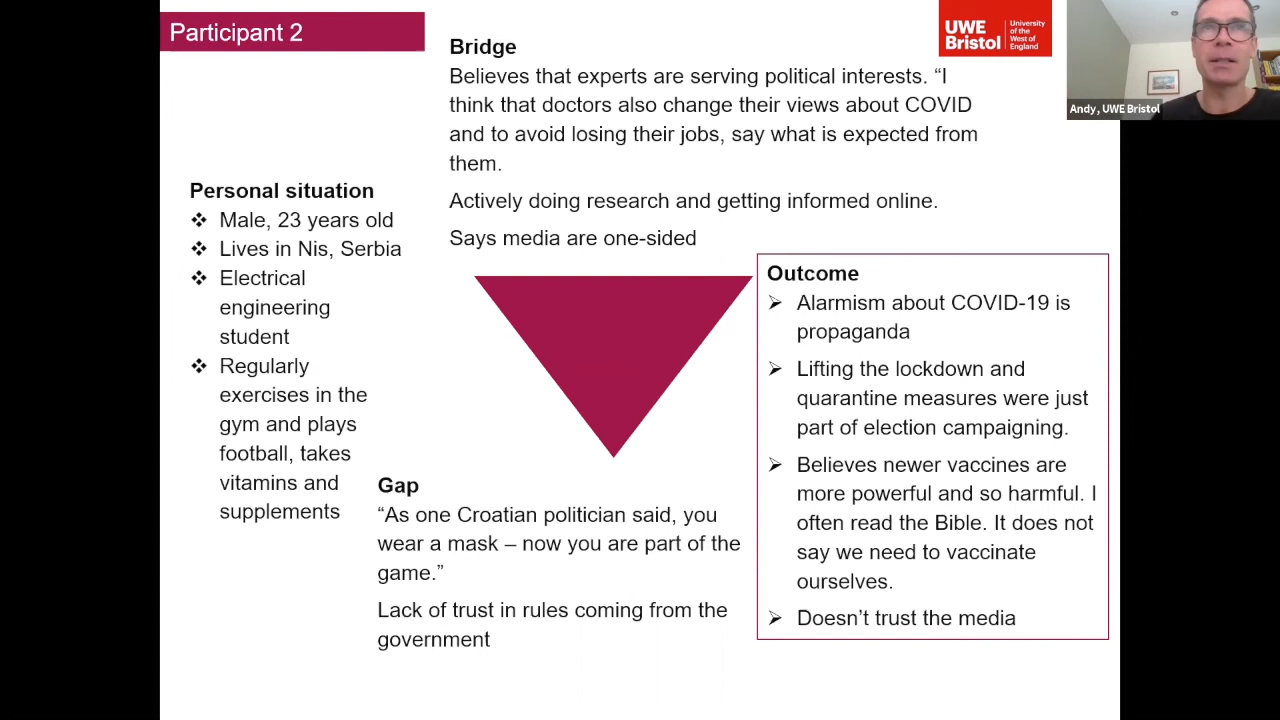 Participant 2
UWE
Bristol
University
of the
West of
England
Andy, UWE Bristol
Bridge
Believes that experts are serving political interests. “I
think that doctors also change their views about COVID
and to avoid losing their jobs, say what is expected from
them.
Actively doing research and getting informed online.
Says media are one-sided
Personal situation
❖ Male, 23 years old
❖ Lives in Nis, Serbia
❖ Electrical
engineering
student
❖ Regularly
exercises in the
gym and plays
football, takes
vitamins and
supplements
Gap
“As one Croatian politician said, you
wear a mask – now you are part of the
game.”
Lack of trust in rules coming from the
government
Outcome
➢ Alarmism about COVID-19 is
propaganda
➢ Lifting the lockdown and
quarantine measures were just
part of election campaigning.
➢ Believes newer vaccines are
more powerful and so harmful. I
often read the Bible. It does not
say we need to vaccinate
ourselves.
➢ Doesn’t trust the media